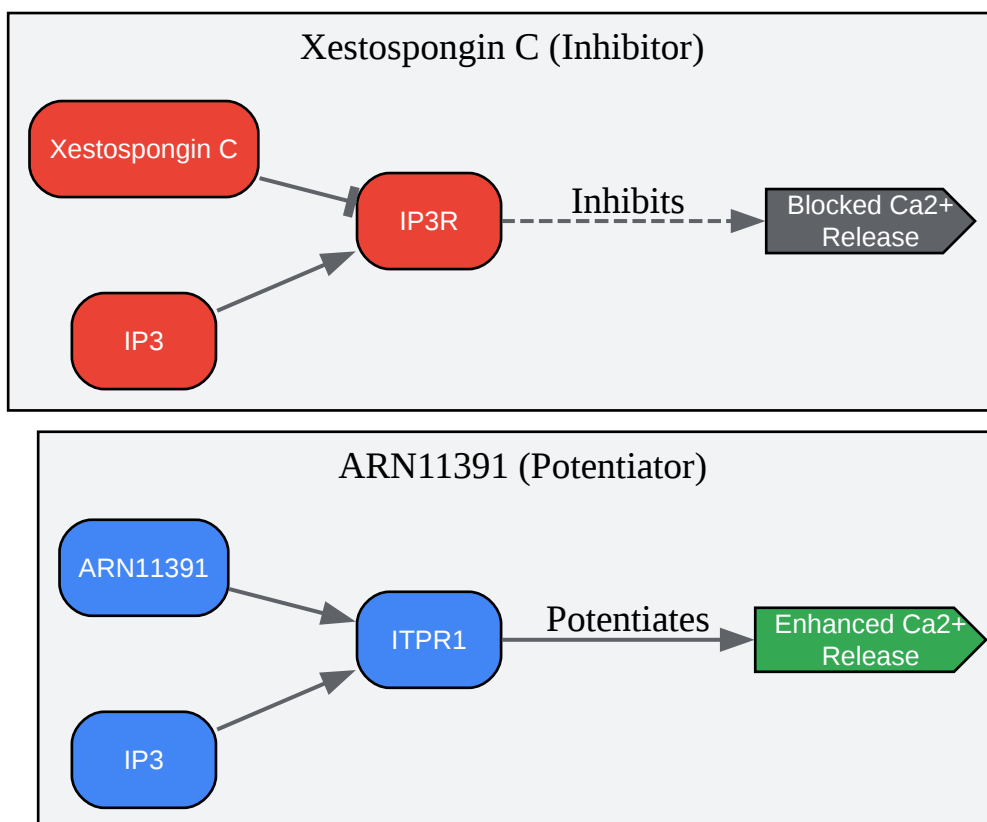 Xestospongin C (Inhibitor)
Xestospongin C
IP3R
IP3
Inhibits
Blocked Ca2+
Release
ARN11391 (Potentiator)
ARN11391
ITPR1
IP3
Potentiates
Enhanced Ca2+
Release